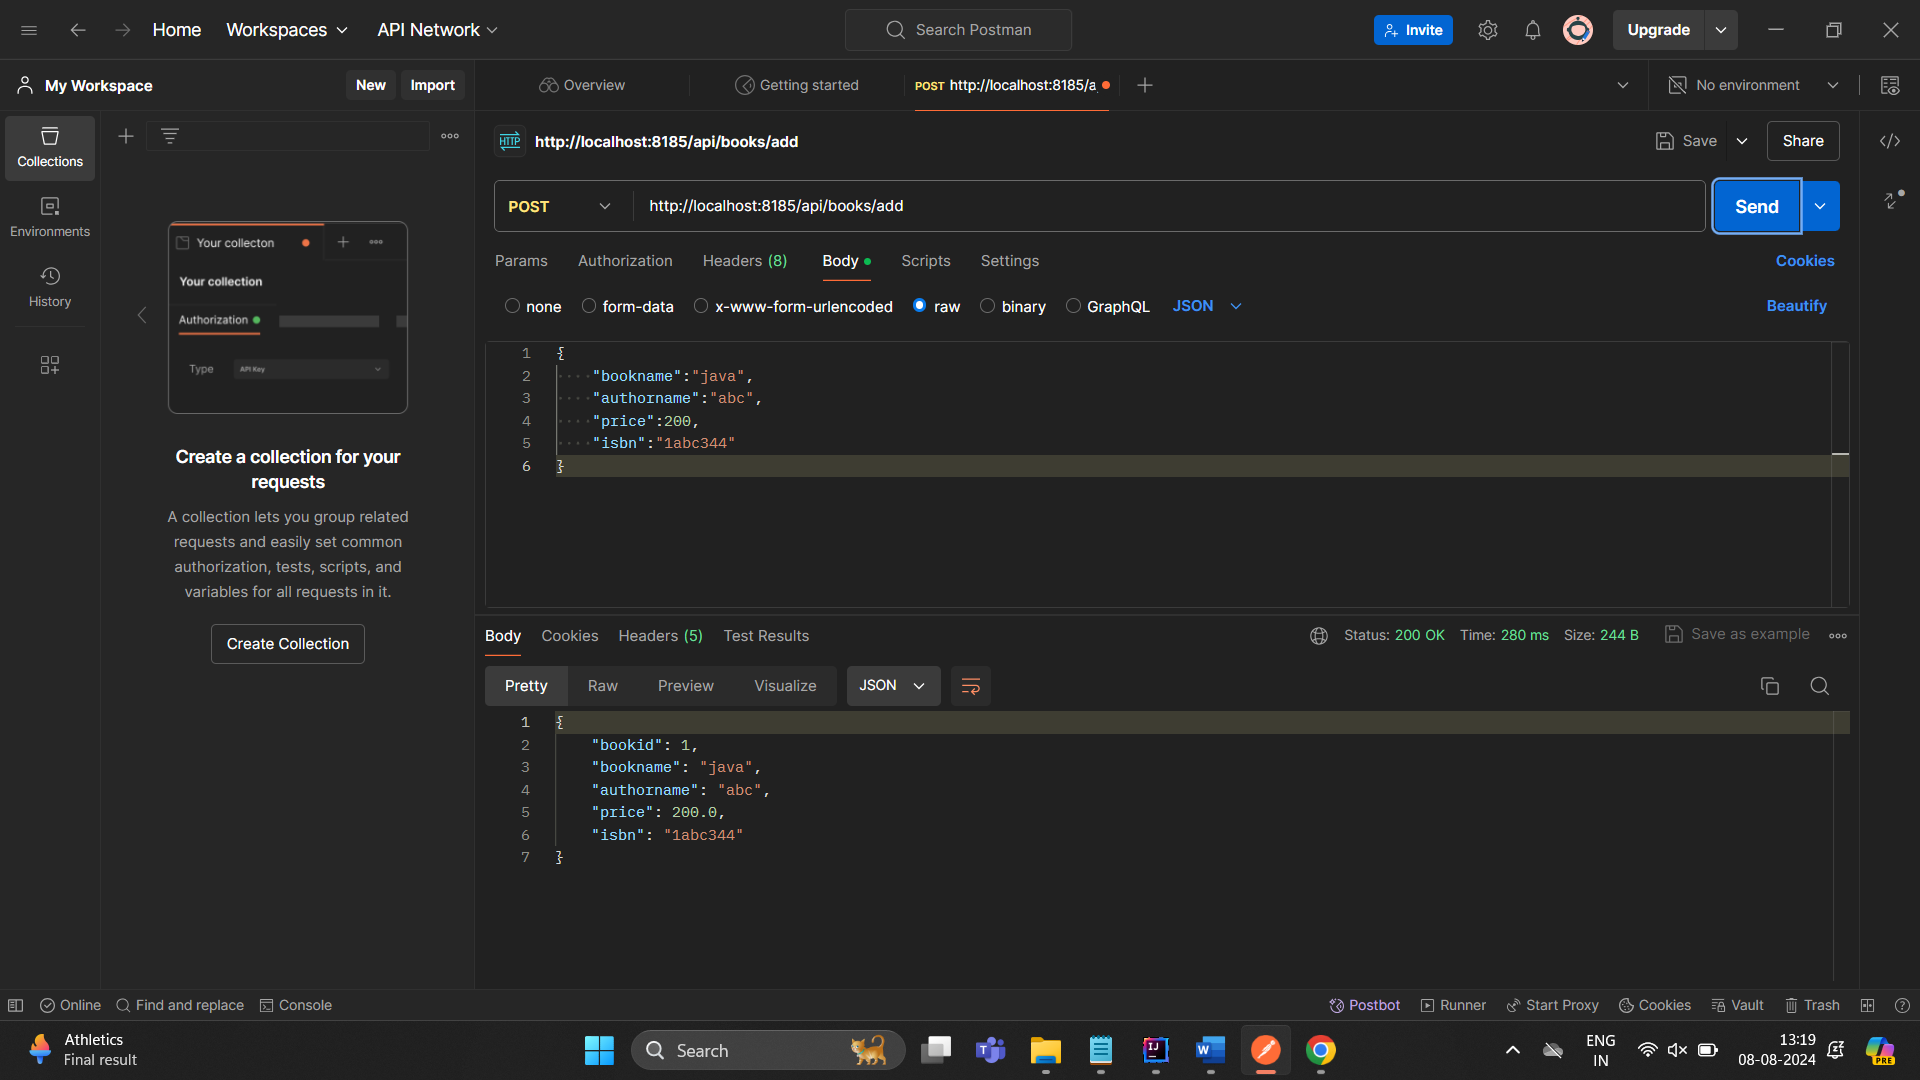 Home
Workspaces
API Network
Search Postman
Invite
Upgrade
My Workspace
New
Import
Overview
Getting started
POST http://localhost:8185/a
No environment
Collections
Environments
History
Your collecton
Your collection
Authorization
Type
API Key
Create a collection for your
requests
A collection lets you group related
requests and easily set common
authorization, tests, scripts, and
variables for all requests in it.
Create Collection
HTTP
http://localhost:8185/api/books/add
Save
Share
POST
http://localhost:8185/api/books/add
Send
Params
Authorization
Headers (8)
Body
Scripts
Settings
Cookies
none
form-data
x-www-form-urlencoded
raw
binary
GraphQL
JSON
Beautify
1 {
2 "bookname":"java",
3 "authorname":"abc",
4 "price":200,
5 "isbn":"1abc344"
6 }
Body
Cookies
Headers (5)
Test Results
Status: 200 OK
Time: 280 ms
Size: 244 B
Save as example
Pretty
Raw
Preview
Visualize
JSON
1 {
2 "bookid": 1,
3 "bookname": "java",
4 "authorname": "abc",
5 "price": 200.0,
6 "isbn": "1abc344"
7 }
Online
Find and replace
Console
Postbot
Runner
Start Proxy
Cookies
Vault
Trash
Athletics
Final result
Search
ENG
IN
13:19
08-08-2024
PRE